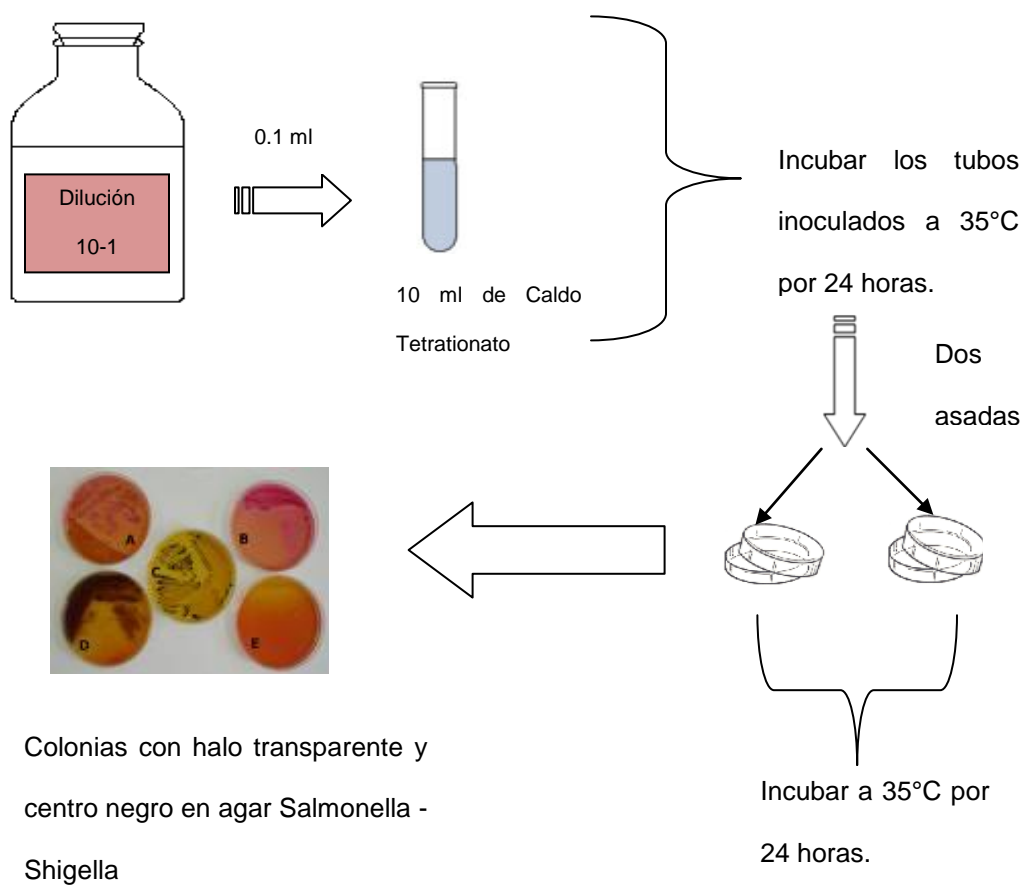 Dilución
10-1
0.1 ml
10 ml de Caldo
Tetrationato
Incubar los tubos
inoculados a 35°C
por 24 horas.
Dos
asadas
A
B
C
D
E
Colonias con halo transparente y
centro negro en agar Salmonella -
Shigella
Incubar a 35°C por
24 horas.